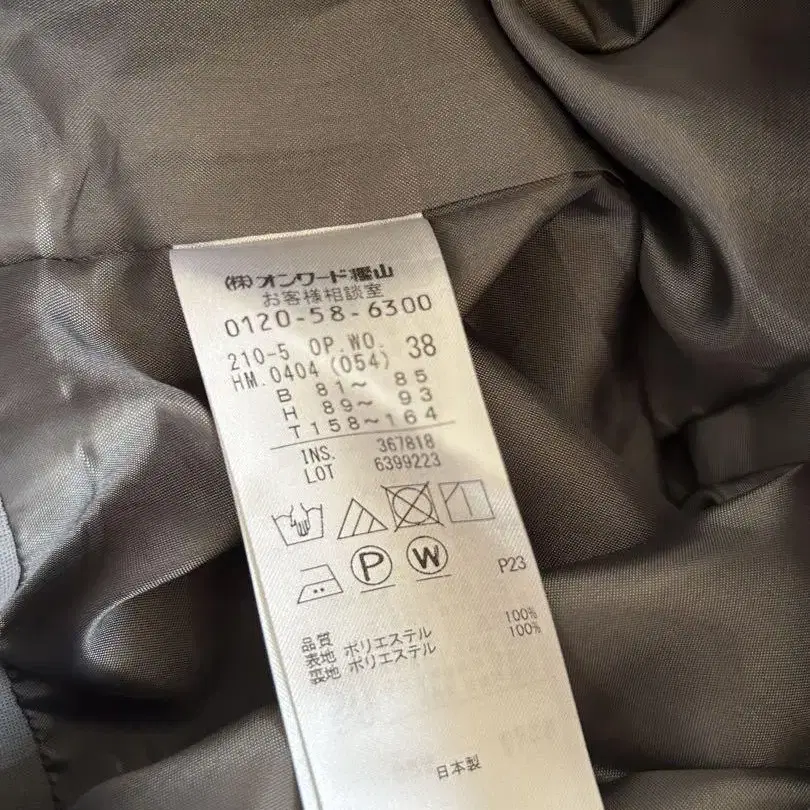 ㈱オンワード樫山
お客様相談室
0120-58-6300
210-5 OP.WO. 38
HM.0404 (054)
B 81～ 85
H 89～ 93
T158～164
INS. 367818
LOT 6399223
P W
P23
品質
表地 ポリエステル 100%
裏地 ポリエステル 100%
日本製